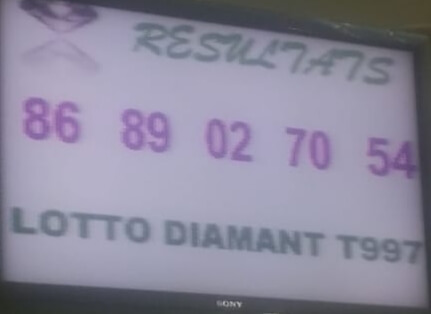 RESULTATS
86 89 02 70 54
LOTTO DIAMANT T997
SONY